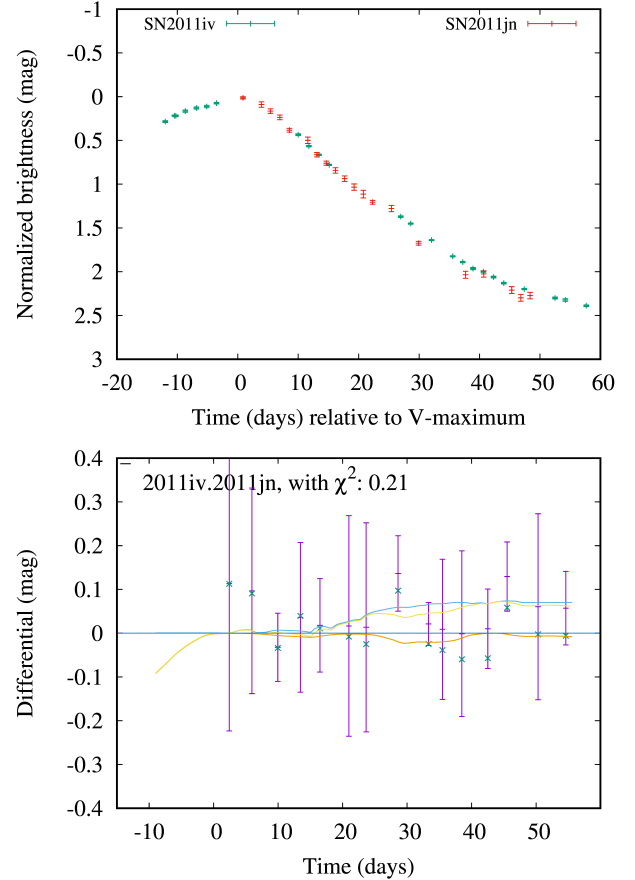 SN2011iv SN2011jn
-1
-0.5
0
0.5
1
1.5
2
2.5
3
Normalized brightness (mag)
-20 -10 0 10 20 30 40 50 60
Time (days) relative to V-maximum
2011iv.2011jn, with χ²: 0.21
0.4
0.3
0.2
0.1
0
-0.1
-0.2
-0.3
-0.4
Differential (mag)
-10 0 10 20 30 40 50
Time (days)